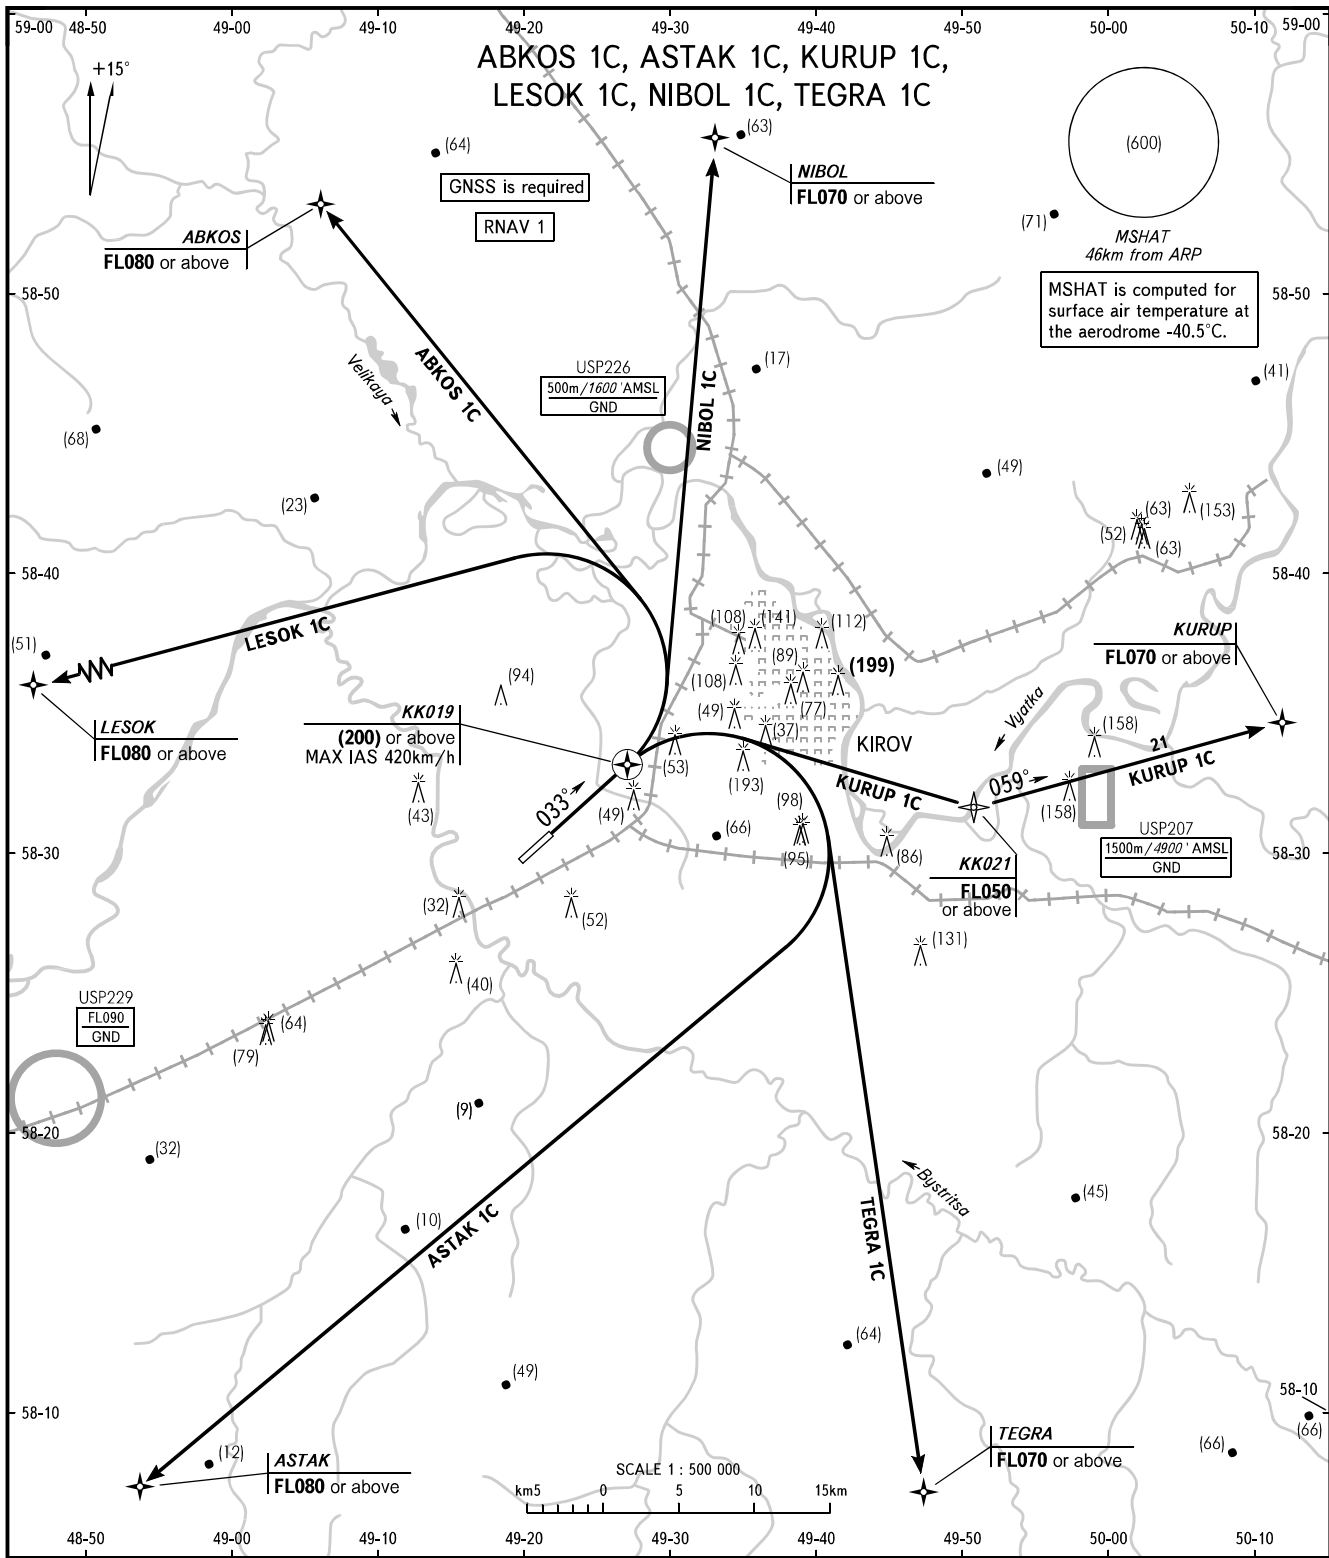 59-00
48-50
49-00
49-10
49-20
49-30
49-40
49-50
50-00
50-10
59-00
ABKOS 1C, ASTAK 1C, KURUP 1C,
LESOK 1C, NIBOL 1C, TEGRA 1C
+15°
(64)
(63)
(600)
GNSS is required
RNAV 1
NIBOL
FL070 or above
(71)
MSHAT
46km from ARP
ABKOS
FL080 or above
MSHAT is computed for
surface air temperature at
the aerodrome -40.5°C.
58-50
58-50
Velikaya
ABKOS 1C
USP226
500m/1600'AMSL
GND
NIBOL 1C
(17)
(41)
(68)
(23)
(49)
(63)
(153)
(52)
(63)
58-40
58-40
LESOK 1C
(51)
(108)
(141)
(112)
(89)
(199)
(108)
(77)
(49)
(37)
(53)
(193)
KIROV
KURUP
FL070 or above
(94)
LESOK
FL080 or above
KK019
(200) or above
MAX IAS 420km/h
Vyatka
(158)
21
KURUP 1C
KURUP 1C
059°
(158)
033°
(43)
(49)
(66)
(98)
(95)
(86)
USP207
1500m/4900'AMSL
GND
58-30
58-30
KK021
FL050
or above
(32)
(52)
(131)
(40)
USP229
FL090
GND
(64)
(79)
(9)
58-20
58-20
(32)
Bystritsa
(45)
(10)
ASTAK 1C
TEGRA 1C
(64)
(49)
58-10
58-10
(66)
(66)
(12)
ASTAK
FL080 or above
TEGRA
FL070 or above
SCALE 1 : 500 000
km5
0
5
10
15km
48-50
49-00
49-10
49-20
49-30
49-40
49-50
50-00
50-10